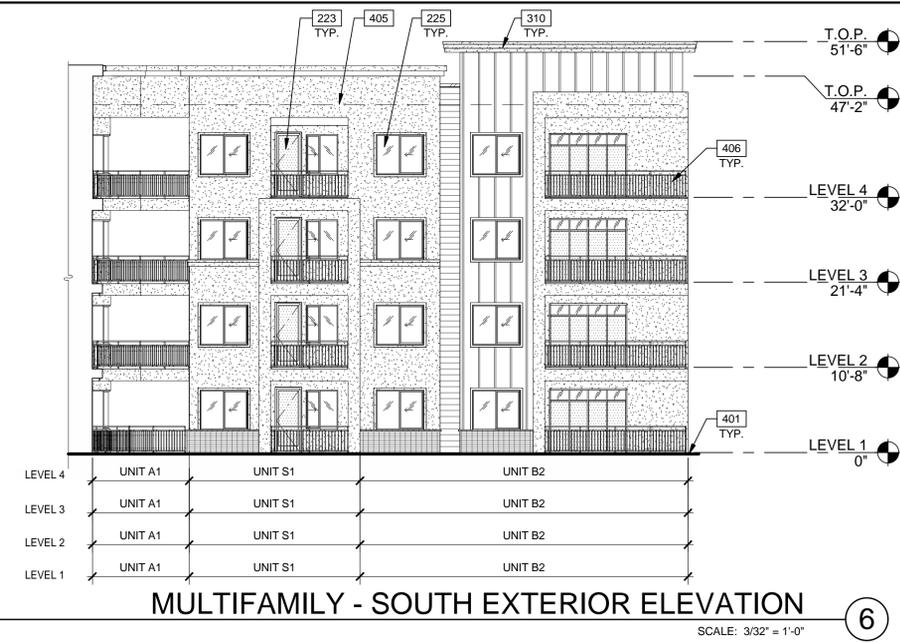 223
TYP.
405
225
TYP.
310
TYP.
T.O.P.
51'-6"
T.O.P.
47'-2"
406
TYP.
LEVEL 4
32'-0"
LEVEL 3
21'-4"
LEVEL 2
10'-8"
401
TYP.
LEVEL 1
0"
LEVEL 4 UNIT A1 UNIT S1 UNIT B2
LEVEL 3 UNIT A1 UNIT S1 UNIT B2
LEVEL 2 UNIT A1 UNIT S1 UNIT B2
LEVEL 1 UNIT A1 UNIT S1 UNIT B2
MULTIFAMILY - SOUTH EXTERIOR ELEVATION
6
SCALE: 3/32" = 1'-0"